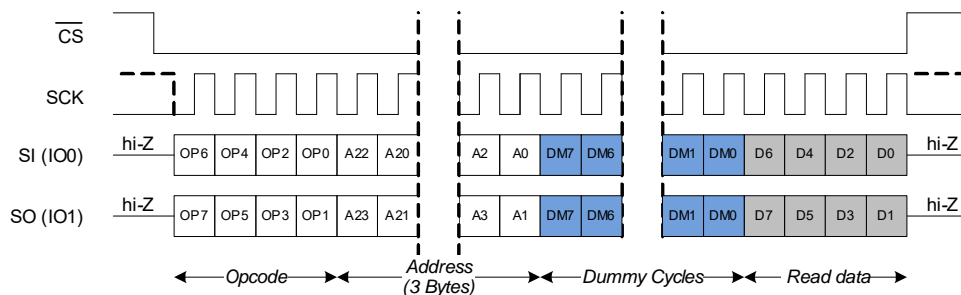 CS
SCK
SI (IO0) hi-Z OP6 OP4 OP2 OP0 A22 A20 A2 A0 DM7 DM6 DM1 DM0 D6 D4 D2 D0 hi-Z
SO (IO1) hi-Z OP7 OP5 OP3 OP1 A23 A21 A3 A1 DM7 DM6 DM1 DM0 D7 D5 D3 D1 hi-Z
Opcode Address Dummy Cycles Read data
(3 Bytes)